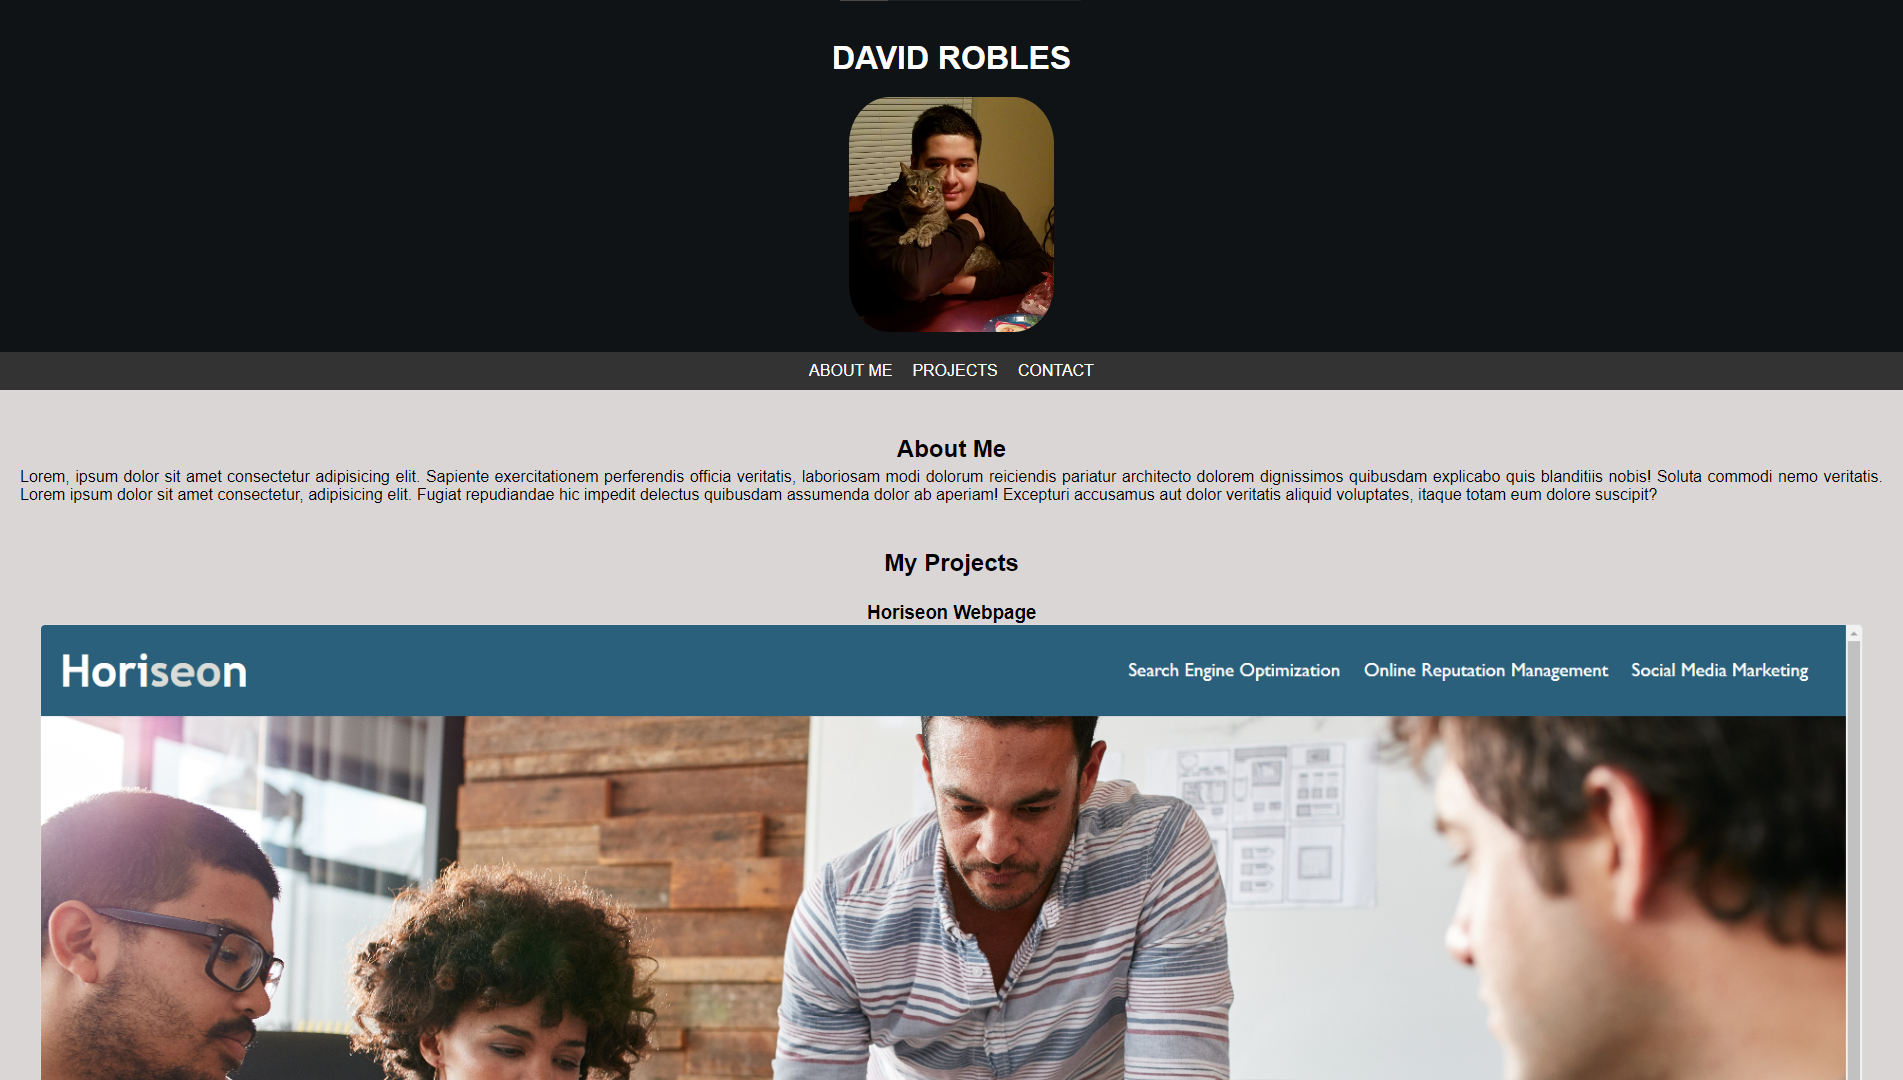 DAVID ROBLES
ABOUT ME PROJECTS CONTACT
About Me
Lorem, ipsum dolor sit amet consectetur adipisicing elit. Sapiente exercitationem perferendis officia veritatis, laboriosam modi dolorum reiciendis pariatur architecto dolorem dignissimos quibusdam explicabo quis blanditiis nobis! Soluta commodi nemo veritatis.
Lorem ipsum dolor sit amet consectetur, adipisicing elit. Fugiat repudiandae hic impedit delectus quibusdam assumenda dolor ab aperiam! Excepturi accusamus aut dolor veritatis aliquid voluptates, itaque totam eum dolore suscipit?
My Projects
Horiseon Webpage
Horiseon Search Engine Optimization Online Reputation Management Social Media Marketing